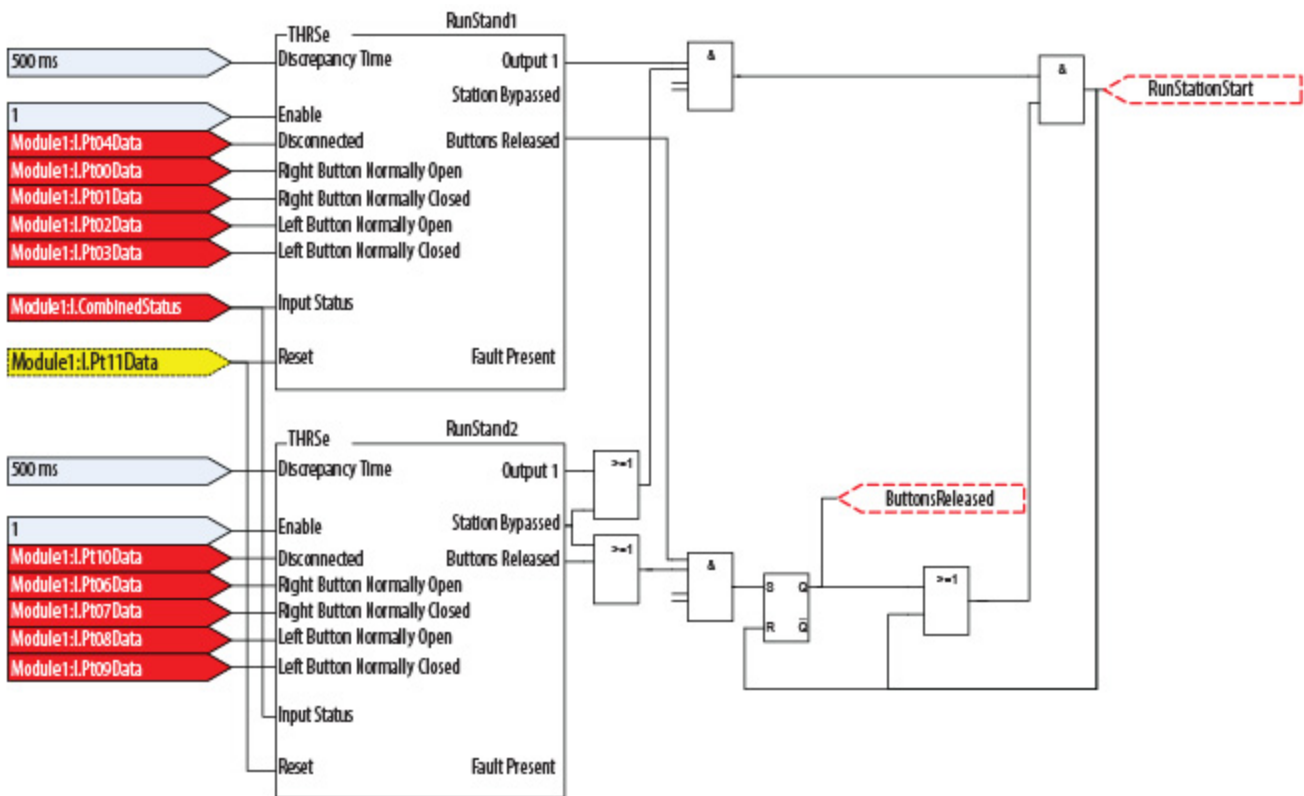 RunStand1
THRSe
500 ms
Discrepancy Time
Output 1
&
&
RunStationStart
Station Bypassed
1
Enable
Module1:I.Pt04Data
Disconnected
Buttons Released
Module1:I.Pt00Data
Right Button Normally Open
Module1:I.Pt01Data
Right Button Normally Closed
Module1:I.Pt02Data
Left Button Normally Open
Module1:I.Pt03Data
Left Button Normally Closed
Module1:I.CombinedStatus
Input Status
Module1:I.Pt11Data
Reset
Fault Present
RunStand2
THRSe
500 ms
Discrepancy Time
Output 1
>=1
ButtonsReleased
1
Enable
Station Bypassed
>=1
Module1:I.Pt10Data
Disconnected
Buttons Released
&
>=1
Module1:I.Pt06Data
Right Button Normally Open
S Q
Module1:I.Pt07Data
Right Button Normally Closed
R Q̅
Module1:I.Pt08Data
Left Button Normally Open
Module1:I.Pt09Data
Left Button Normally Closed
Input Status
Reset
Fault Present